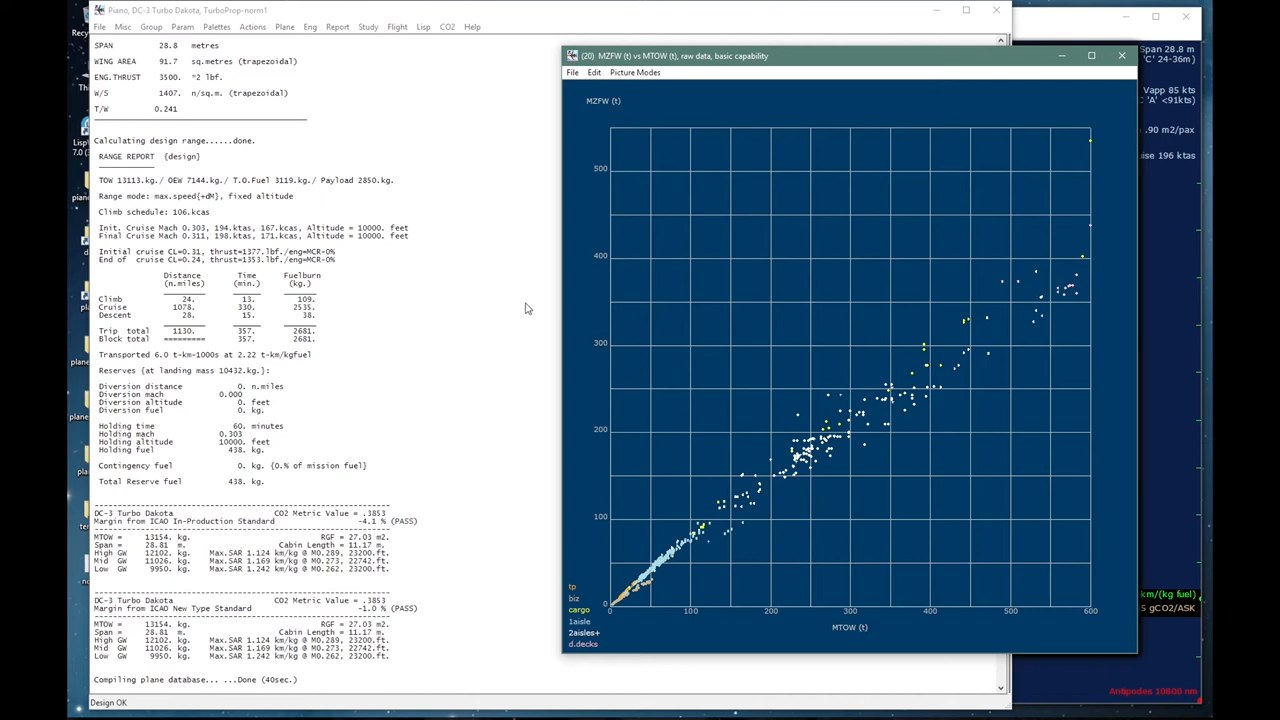 Piano, DC-3 Turbo Dakota, TurboProp-norm1
File Misc Group Param Palettes Actions Plane Eng Report Study Flight Lisp CO2 Help
SPAN 28.8 metres
WING AREA 91.7 sq.metres (trapezoidal)
ENG.THRUST 3500. *2 lbf.
W/S 1407. n/sq.m. (trapezoidal)
T/W 0.241
Calculating design range......done.
RANGE REPORT {design}
TOW 13113.kg./ OEW 7144.kg./ T.O.Fuel 3119.kg./ Payload 2850.kg.
Range mode: max.speed{+dM}, fixed altitude
Climb schedule: 106.kcas
Init. Cruise Mach 0.303, 194.ktas, 167.kcas, Altitude = 10000. feet
Final Cruise Mach 0.311, 198.ktas, 171.kcas, Altitude = 10000. feet
Initial cruise CL=0.31, thrust=1377.lbf./eng=MCR-0%
End of cruise CL=0.24, thrust=1353.lbf./eng=MCR-0%
Distance Time Fuelburn
(n.miles) (min.) (kg.)
Climb 24. 13. 109.
Cruise 1078. 330. 2535.
Descent 28. 15. 38.
Trip total 1130. 357. 2681.
Block total ========= 357. 2681.
Transported 6.0 t-km-1000s at 2.22 t-km/kgfuel
Reserves {at landing mass 10432.kg.}:
Diversion distance 0. n.miles
Diversion mach 0.000
Diversion altitude 0. feet
Diversion fuel 0. kg.
Holding time 60. minutes
Holding mach 0.303
Holding altitude 10000. feet
Holding fuel 438. kg.
Contingency fuel 0. kg. {0.% of mission fuel}
Total Reserve fuel 438. kg.
DC-3 Turbo Dakota CO2 Metric Value = .3853
Margin from ICAO In-Production Standard -4.1 % (PASS)
MTOW = 13154. kg. RGF = 27.03 m2
Span = 28.81 m. Cabin Length = 11.17 m.
High GW 12102. kg. Max.SAR 1.124 km/kg @ M0.289, 23200.ft.
Mid GW 11026. kg. Max.SAR 1.169 km/kg @ M0.273, 22742.ft.
Low GW 9950. kg. Max.SAR 1.242 km/kg @ M0.262, 23200.ft.
DC-3 Turbo Dakota CO2 Metric Value = .3853
Margin from ICAO New Type Standard -1.0 % (PASS)
MTOW = 13154. kg. RGF = 27.03 m2
Span = 28.81 m. Cabin Length = 11.17 m.
High GW 12102. kg. Max.SAR 1.124 km/kg @ M0.289, 23200.ft.
Mid GW 11026. kg. Max.SAR 1.169 km/kg @ M0.273, 22742.ft.
Low GW 9950. kg. Max.SAR 1.242 km/kg @ M0.262, 23200.ft.
Compiling plane database... ...Done (40sec.)
Design OK
(20) MZFW (t) vs MTOW (t), raw data, basic capability
File Edit Picture Modes
MZFW (t)
500
400
300
200
100
0
0 100 200 300 400 500 600
MTOW (t)
tp
biz
cargo
1aisle
2aisles+
d.decks
Span 28.8 m
'C' 24-36m)
Vapp 85 kts
'A' <91kts)
.90 m2/pax
196 ktas
km/(kg fuel)
gCO2/ASK
Antipodes 10800 nm